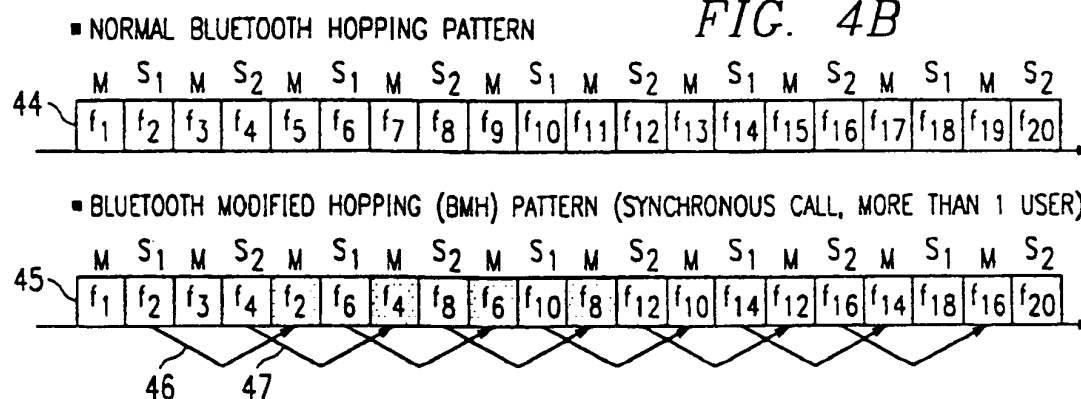 FIG. 4B
▪ NORMAL BLUETOOTH HOPPING PATTERN
M S1 M S2 M S1 M S2 M S1 M S2 M S1 M S2 M S1 M S2
44
f1 f2 f3 f4 f5 f6 f7 f8 f9 f10 f11 f12 f13 f14 f15 f16 f17 f18 f19 f20
▪ BLUETOOTH MODIFIED HOPPING (BMH) PATTERN (SYNCHRONOUS CALL, MORE THAN 1 USER)
M S1 M S2 M S1 M S2 M S1 M S2 M S1 M S2 M S1 M S2
45
f1 f2 f3 f4 f2 f6 f4 f8 f6 f10 f8 f12 f10 f14 f12 f16 f14 f18 f16 f20
46 47